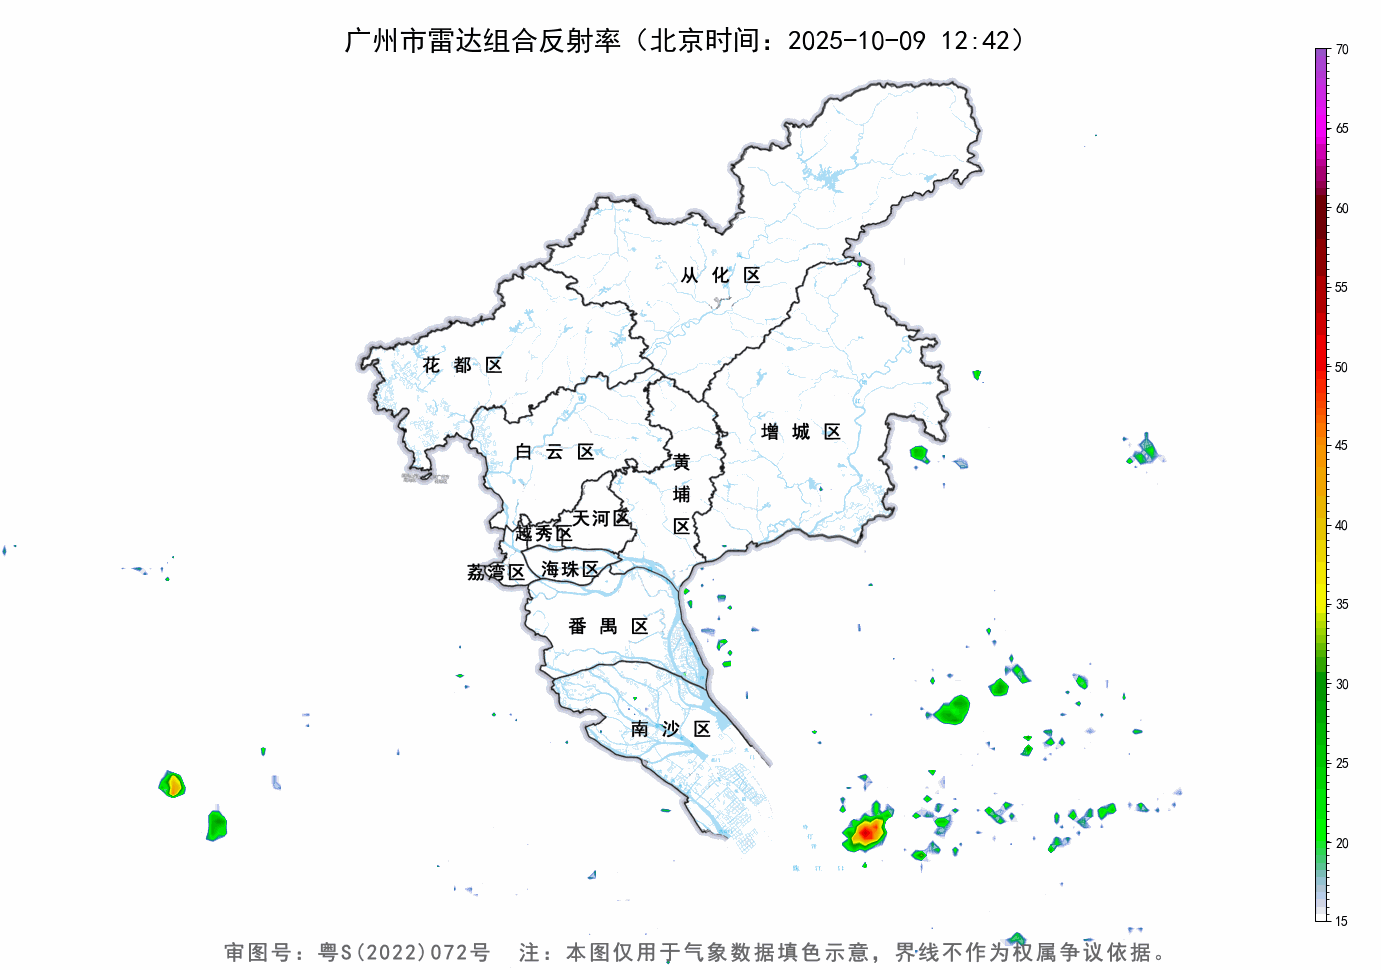 广州市雷达组合反射率（北京时间：2025-10-09 12:42）
70
65
60
55
50
45
40
35
30
25
20
15
从化区
花都区
增城区
白云区
黄埔区
天河区
越秀区
荔湾区
海珠区
番禺区
南沙区
审图号：粤S(2022)072号 注：本图仅用于气象数据填色示意，界线不作为权属争议依据。